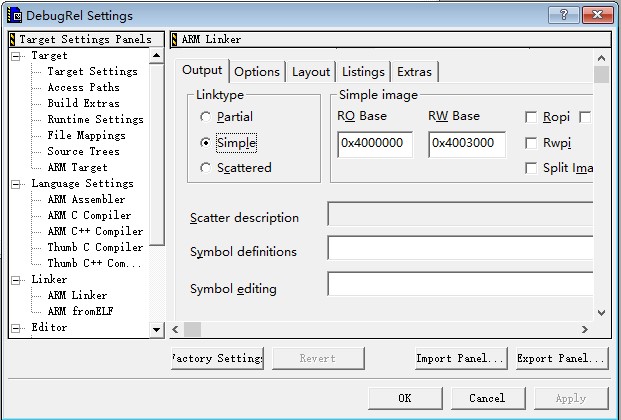 DebugRel Settings
Target Settings Panels
Target
Target Settings
Access Paths
Build Extras
Runtime Settings
File Mappings
Source Trees
ARM Target
Language Settings
ARM Assembler
ARM C Compiler
ARM C++ Compiler
Thumb C Compiler
Thumb C++ Com...
Linker
ARM Linker
ARM fromELF
Editor
ARM Linker
Output Options Layout Listings Extras
Linktype
Partial
Simple
Scattered
Simple image
RO Base RW Base
0x4000000 0x4003000
Ropi
Rwpi
Split Ima
Scatter description
Symbol definitions
Symbol editing
Factory Setting Revert Import Panel... Export Panel...
OK Cancel Apply